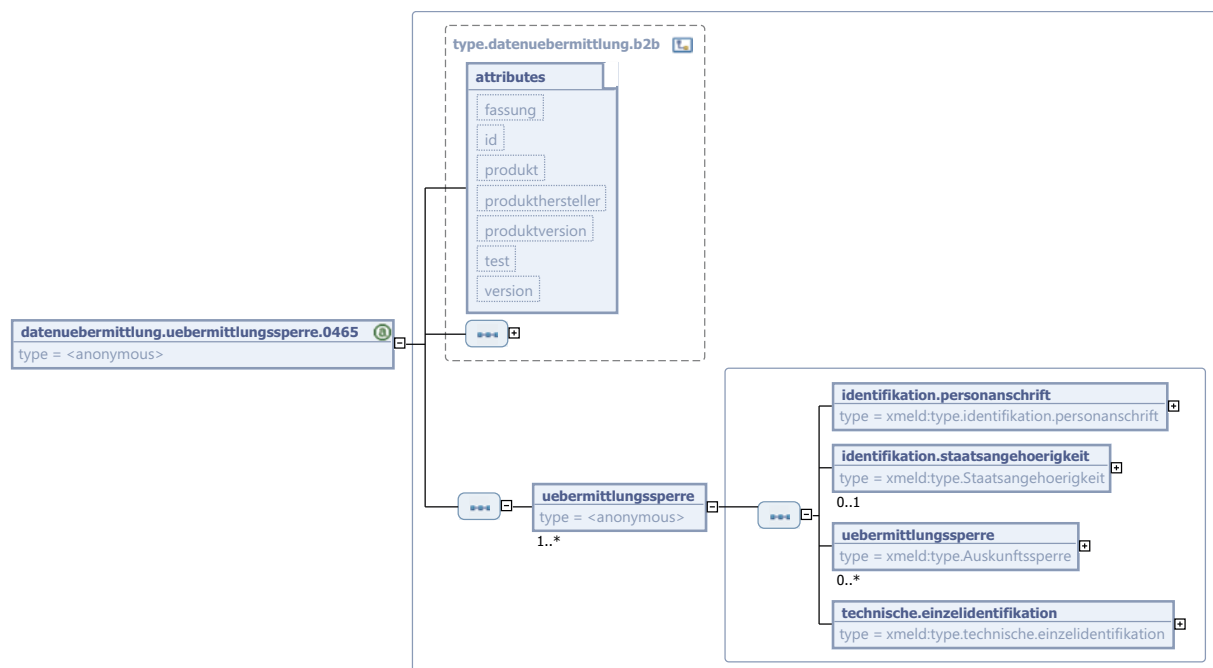 type.datenuebermittlung.b2b
attributes
fassung
id
produkt
produkthersteller
produktversion
test
version
datenuebermittlung.uebermittlungssperre.0465
type = <anonymous>
identifikation.personanschrift
type = xmeld:type.identifikation.personanschrift
identifikation.staatsangehoerigkeit
type = xmeld:type.Staatsangehoerigkeit
0..1
uebermittlungssperre
type = <anonymous>
1..*
uebermittlungssperre
type = xmeld:type.Auskunftssperre
0..*
technische.einzelidentifikation
type = xmeld:type.technische.einzelidentifikation